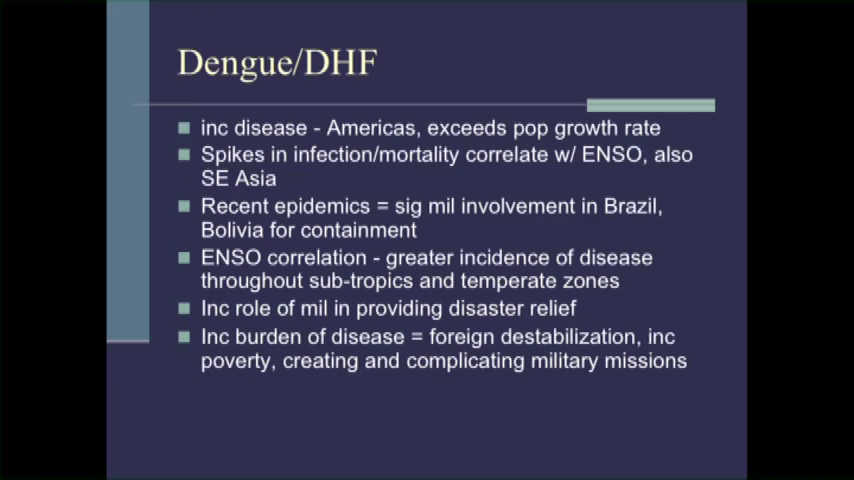 Dengue/DHF
inc disease - Americas, exceeds pop growth rate
Spikes in infection/mortality correlate w/ ENSO, also
SE Asia
Recent epidemics = sig mil involvement in Brazil,
Bolivia for containment
ENSO correlation - greater incidence of disease
throughout sub-tropics and temperate zones
Inc role of mil in providing disaster relief
Inc burden of disease = foreign destabilization, inc
poverty, creating and complicating military missions